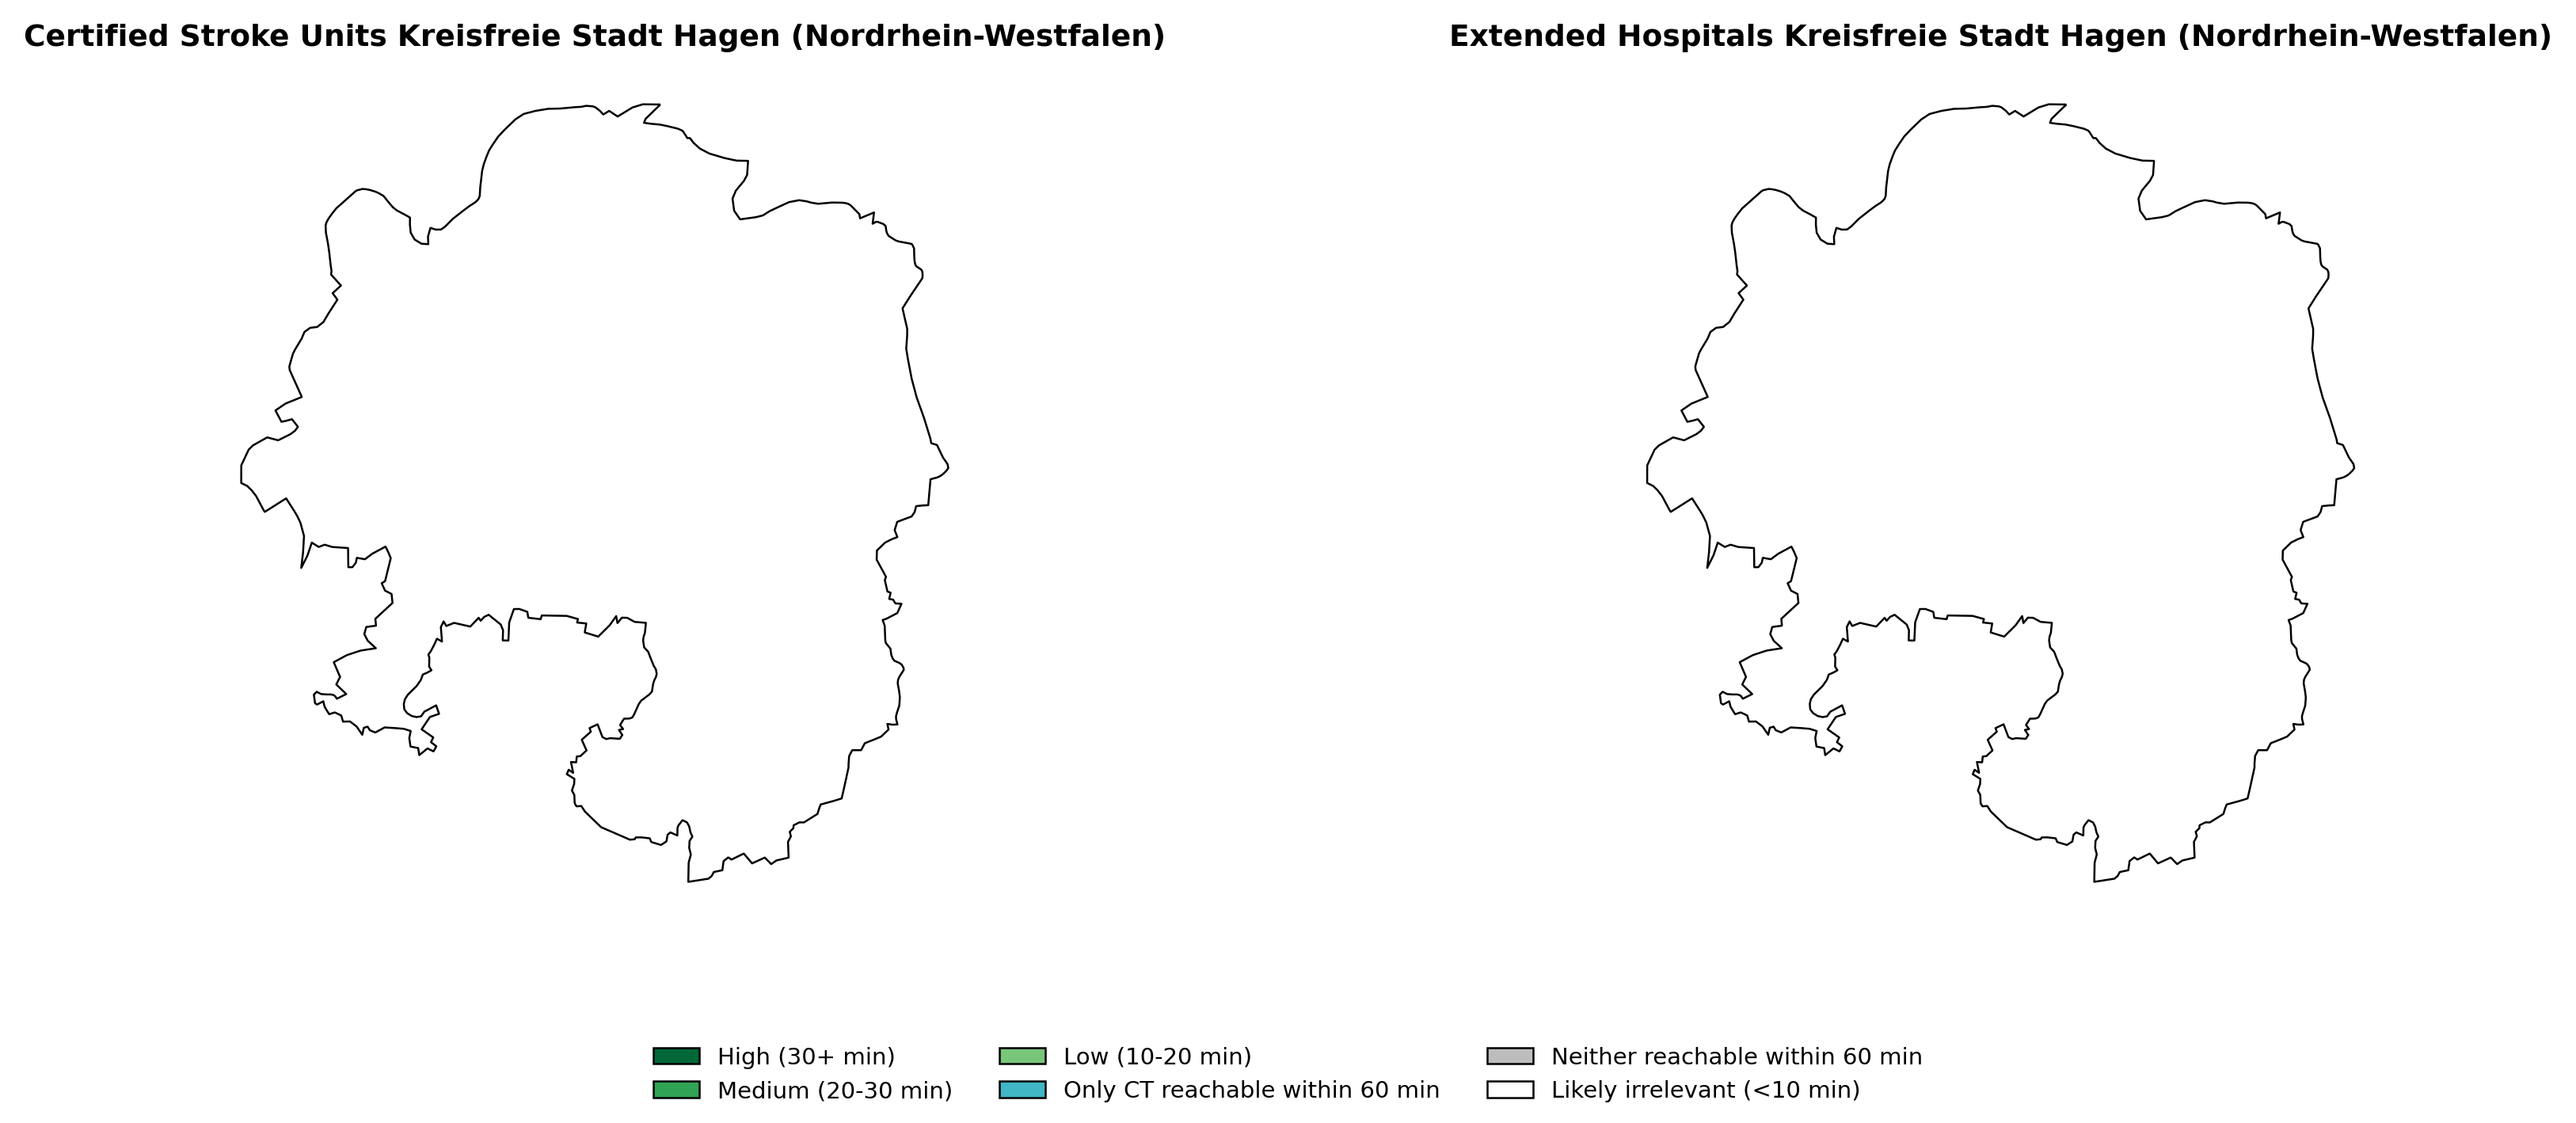 Certified Stroke Units Kreisfreie Stadt Hagen (Nordrhein-Westfalen)
Extended Hospitals Kreisfreie Stadt Hagen (Nordrhein-Westfalen)
High (30+ min)
Medium (20-30 min)
Low (10-20 min)
Only CT reachable within 60 min
Neither reachable within 60 min
Likely irrelevant (<10 min)